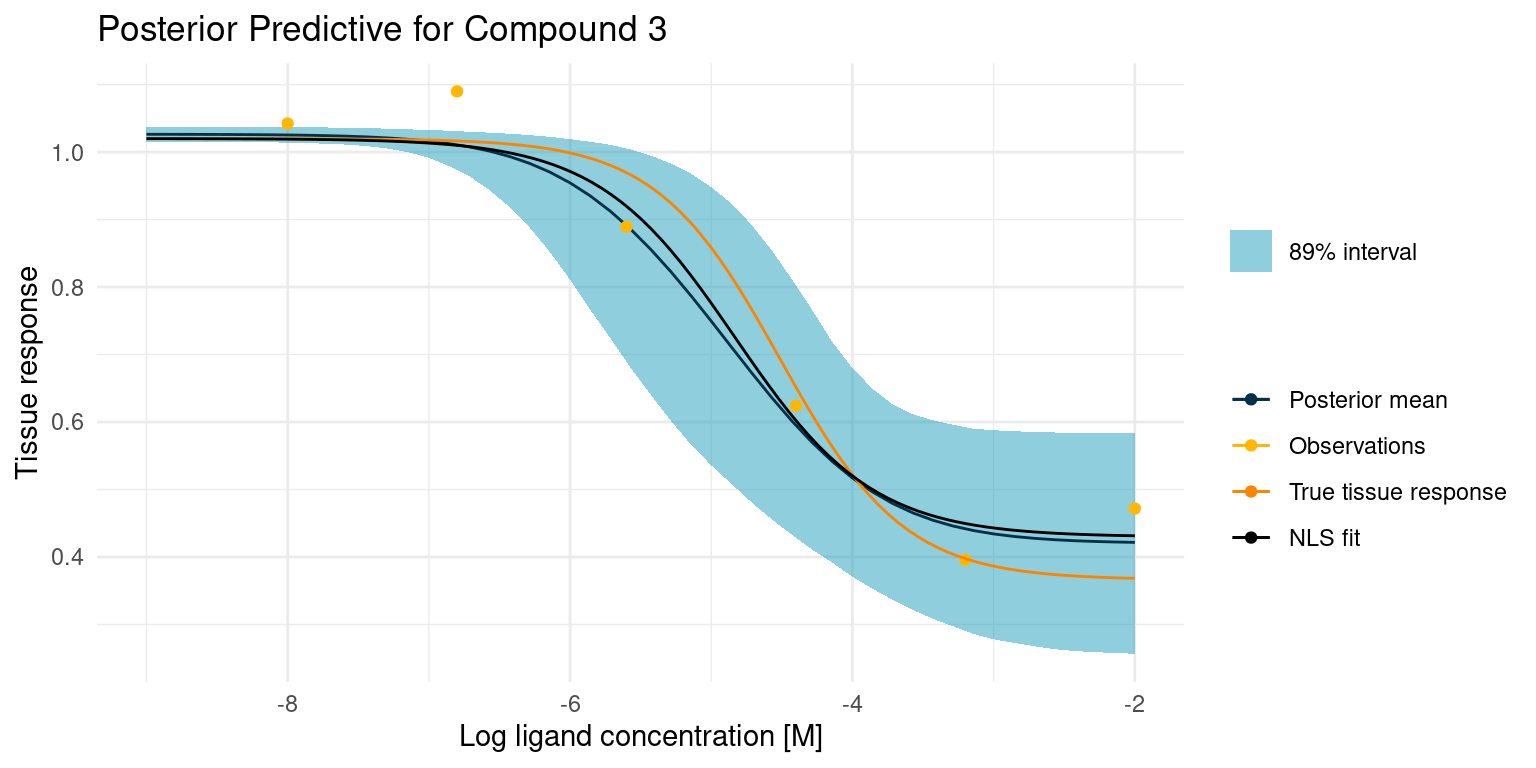 Posterior Predictive for Compound 3
Tissue response
1.0
0.8
0.6
0.4
-8
-6
-4
-2
Log ligand concentration [M]
89% interval
Posterior mean
Observations
True tissue response
NLS fit